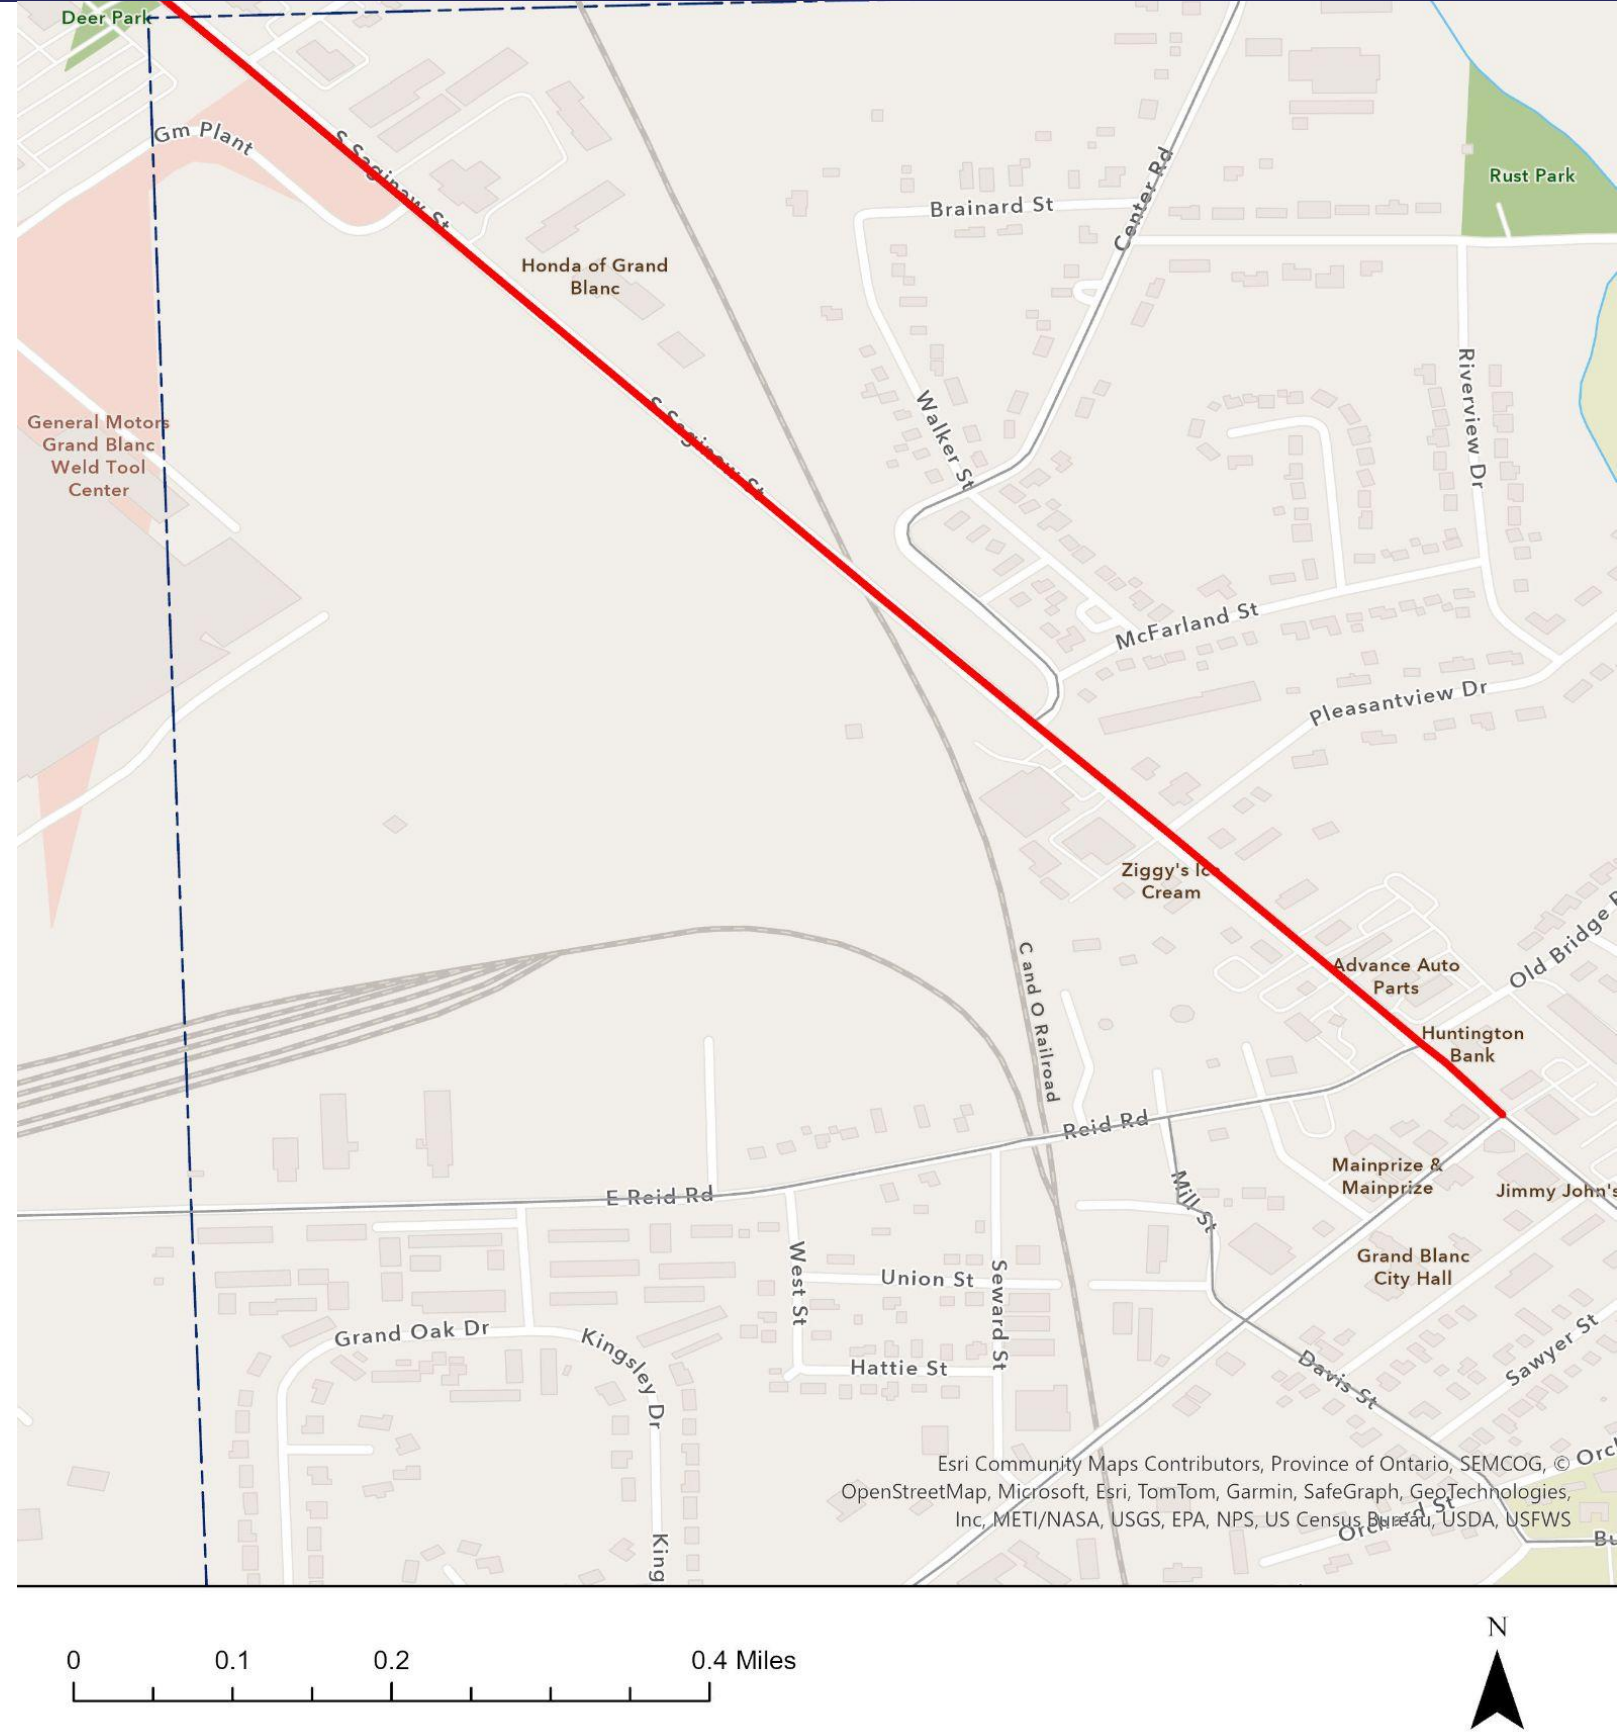 Deer Park
Gm Plant
S Saginaw St
Honda of Grand
Blanc
Brainard St
Center Rd
Rust Park
General Motors
Grand Blanc
Weld Tool
Center
S Saginaw St
Walker St
Riverview Dr
McFarland St
Pleasantview Dr
Ziggy's Ice
Cream
C and O Railroad
Advance Auto
Parts
Old Bridge R
Huntington
Bank
Reid Rd
E Reid Rd
Mill St
Mainprize &
Mainprize
Jimmy John's
Grand Blanc
City Hall
West St
Union St
Seward St
Grand Oak Dr
Kingsley Dr
Hattie St
Davis St
Sawyer St
Orch
Orchard St
Bu
King
Esri Community Maps Contributors, Province of Ontario, SEMCOG, ©
OpenStreetMap, Microsoft, Esri, TomTom, Garmin, SafeGraph, GeoTechnologies,
Inc, METI/NASA, USGS, EPA, NPS, US Census Bureau, USDA, USFWS
0 0.1 0.2 0.4 Miles
N